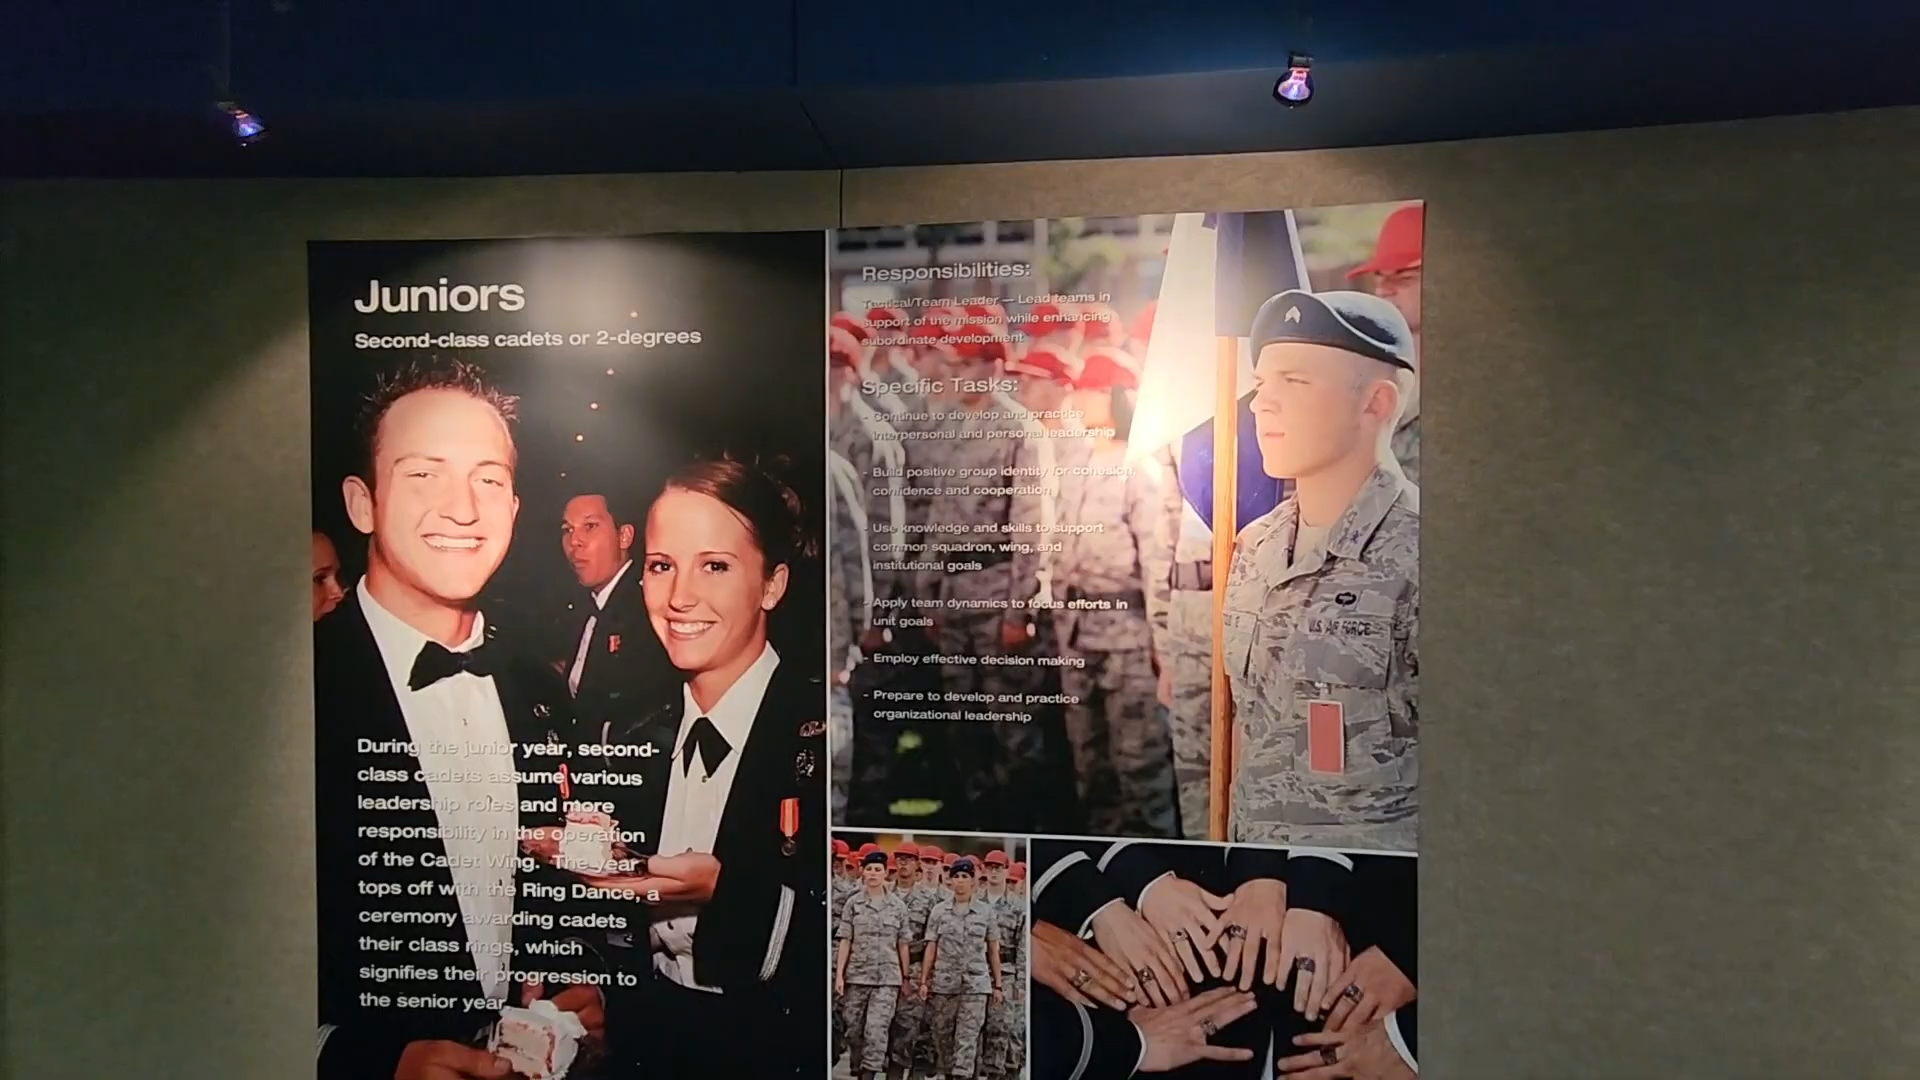 Juniors
Second-class cadets or 2-degrees
During the junior year, second-
class cadets assume various
leadership roles and more
responsibility in the operation
of the Cadet Wing. The year
tops off with the Ring Dance, a
ceremony awarding cadets
their class rings, which
signifies their progression to
the senior year.
Responsibilities:
Tactical/Team Leader — Lead teams in
support of the mission while enhancing
subordinate development
Specific Tasks:
- Continue to develop and practice
interpersonal and personal leadership
- Build positive group identity for cohesion,
confidence and cooperation
- Use knowledge and skills to support
common squadron, wing, and
institutional goals
- Apply team dynamics to focus efforts in
unit goals
- Employ effective decision making
- Prepare to develop and practice
organizational leadership
U.S. AIR FORCE